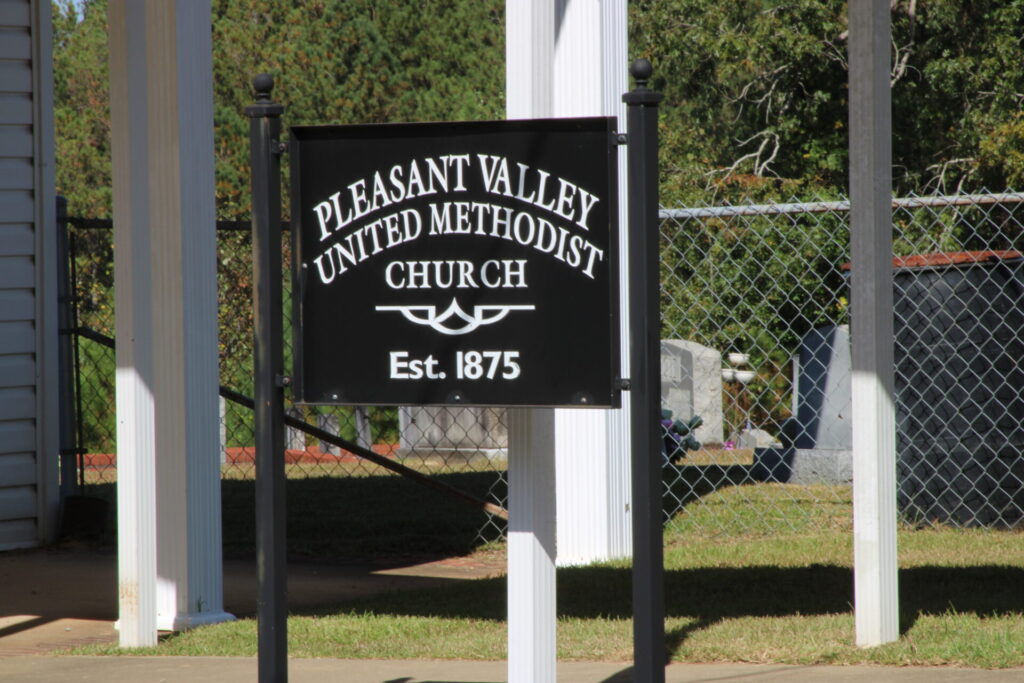 PLEASANT VALLEY
UNITED METHODIST
CHURCH
Est. 1875